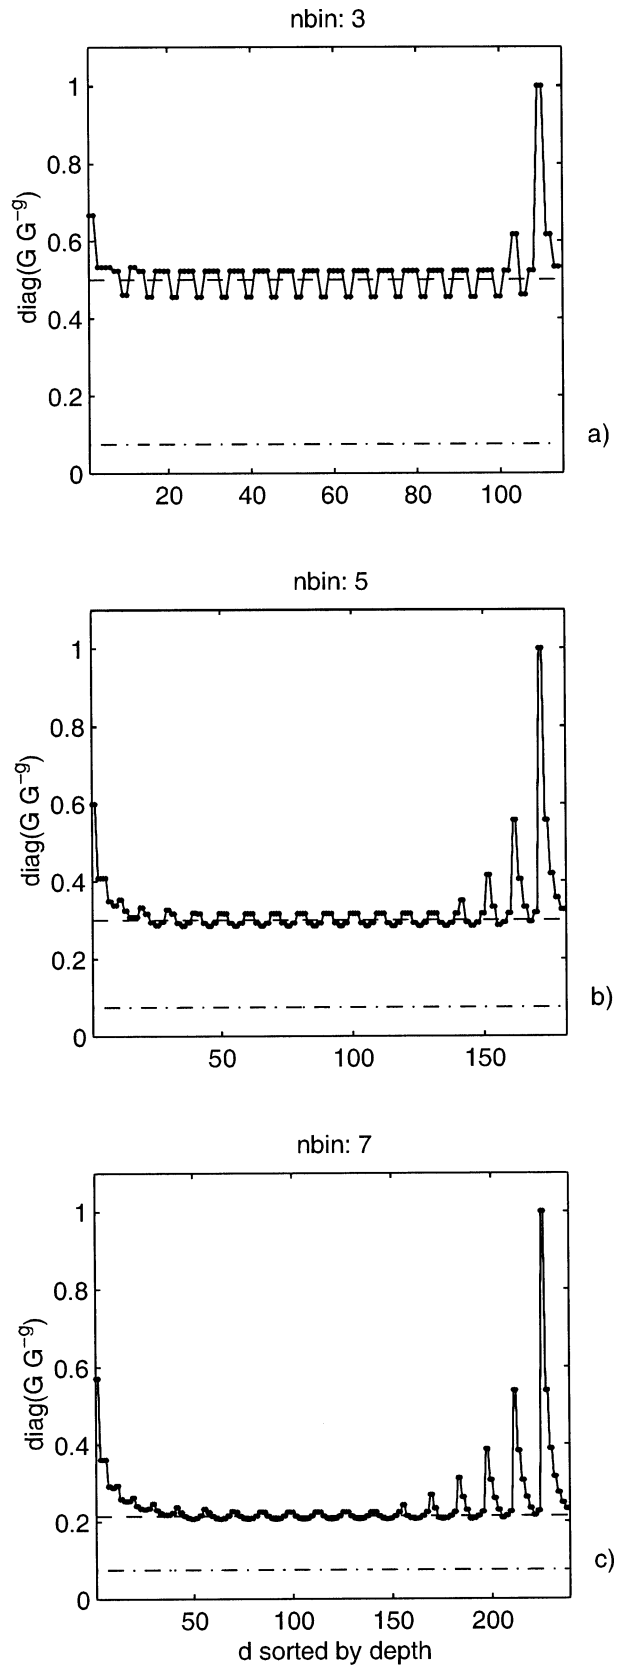 nbin: 3
diag(G G⁻ᵍ)
1
0.8
0.6
0.4
0.2
0
20 40 60 80 100
a)
nbin: 5
diag(G G⁻ᵍ)
1
0.8
0.6
0.4
0.2
0
50 100 150
b)
nbin: 7
diag(G G⁻ᵍ)
1
0.8
0.6
0.4
0.2
0
50 100 150 200
c)
d sorted by depth